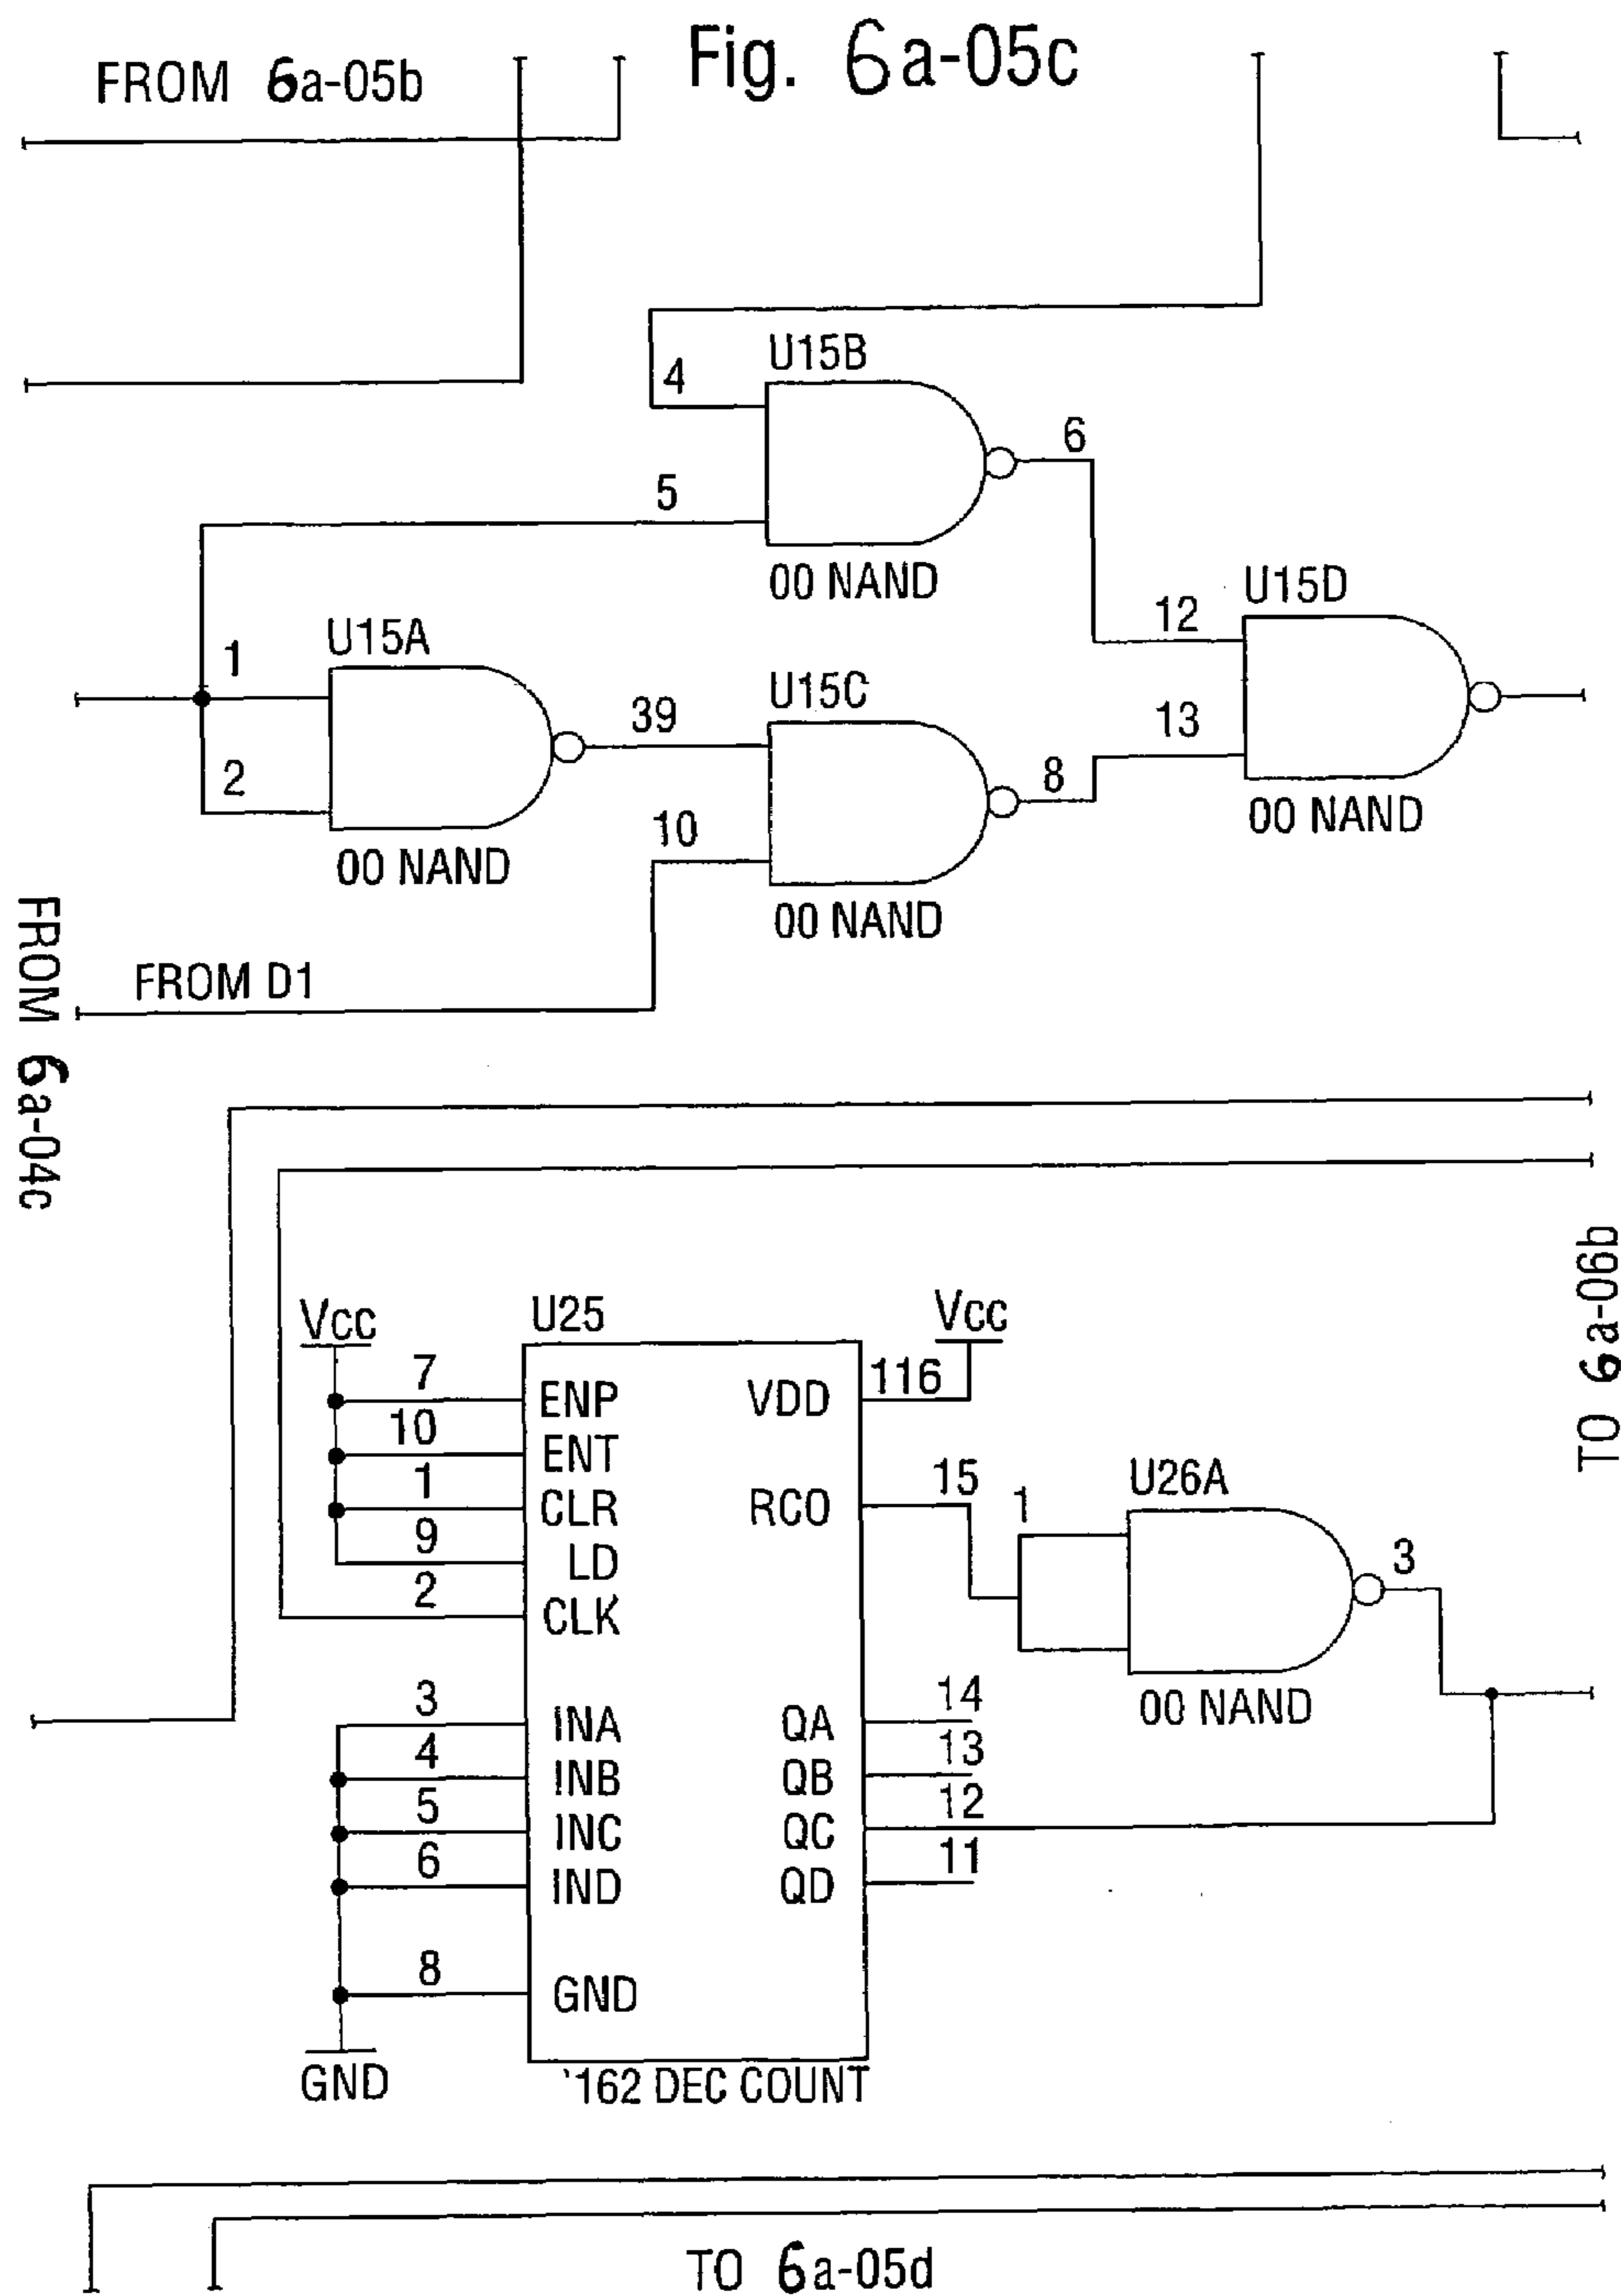 Fig. 6a-05c
FROM 6a-05b
U15B
4
6
5
00 NAND
U15D
12
U15A
1
U15C
39
13
2
8
10
00 NAND
00 NAND
00 NAND
FROM D1
FROM 6a-04c
TO 6a-06b
U25
Vcc
Vcc
7
ENP
VDD
116
10
ENT
1
CLR
RCO
15
U26A
1
9
LD
3
2
CLK
00 NAND
3
INA
QA
14
4
INB
QB
13
5
INC
QC
12
6
IND
QD
11
8
GND
GND
'162 DEC COUNT
TO 6a-05d